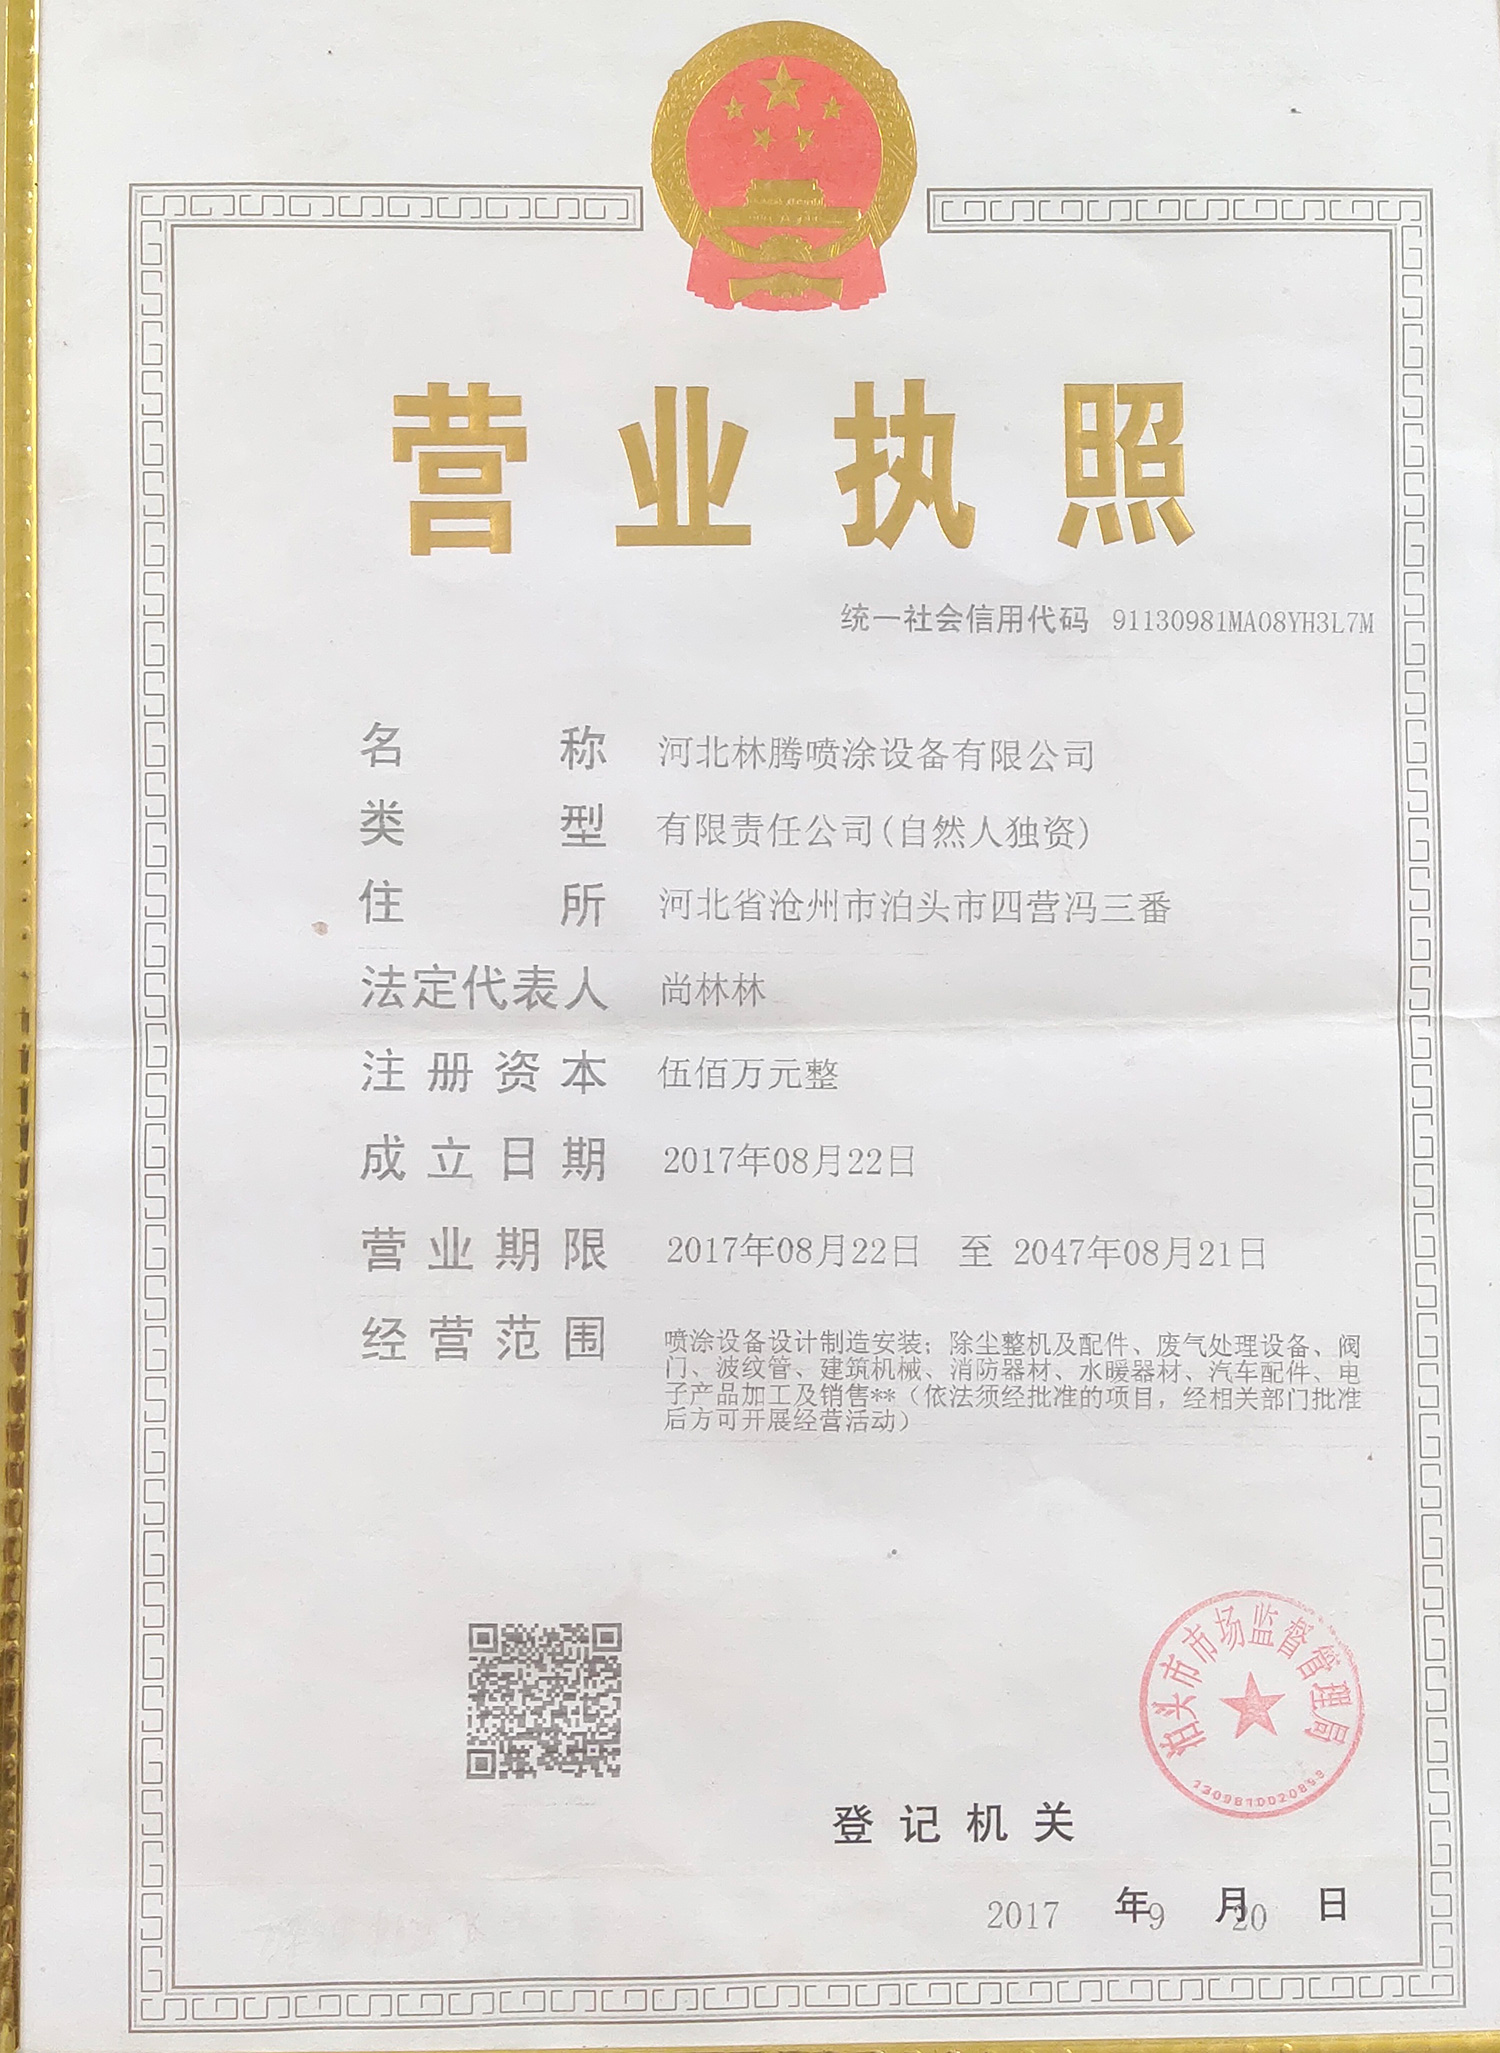 营业执照
统一社会信用代码 91130981MA08YH3L7M
名称 河北林腾喷涂设备有限公司
类型 有限责任公司(自然人独资)
住所 河北省沧州市泊头市四营冯三番
法定代表人 尚林林
注册资本 伍佰万元整
成立日期 2017年08月22日
营业期限 2017年08月22日 至 2047年08月21日
经营范围 喷涂设备设计制造安装；除尘整机及配件、废气处理设备、阀
门、波纹管、建筑机械、消防器材、水暖器材、汽车配件、电
子产品加工及销售**（依法须经批准的项目，经相关部门批准
后方可开展经营活动）
泊头市市场监督管理局
1309810020899
登记机关
2017 年9 月20 日